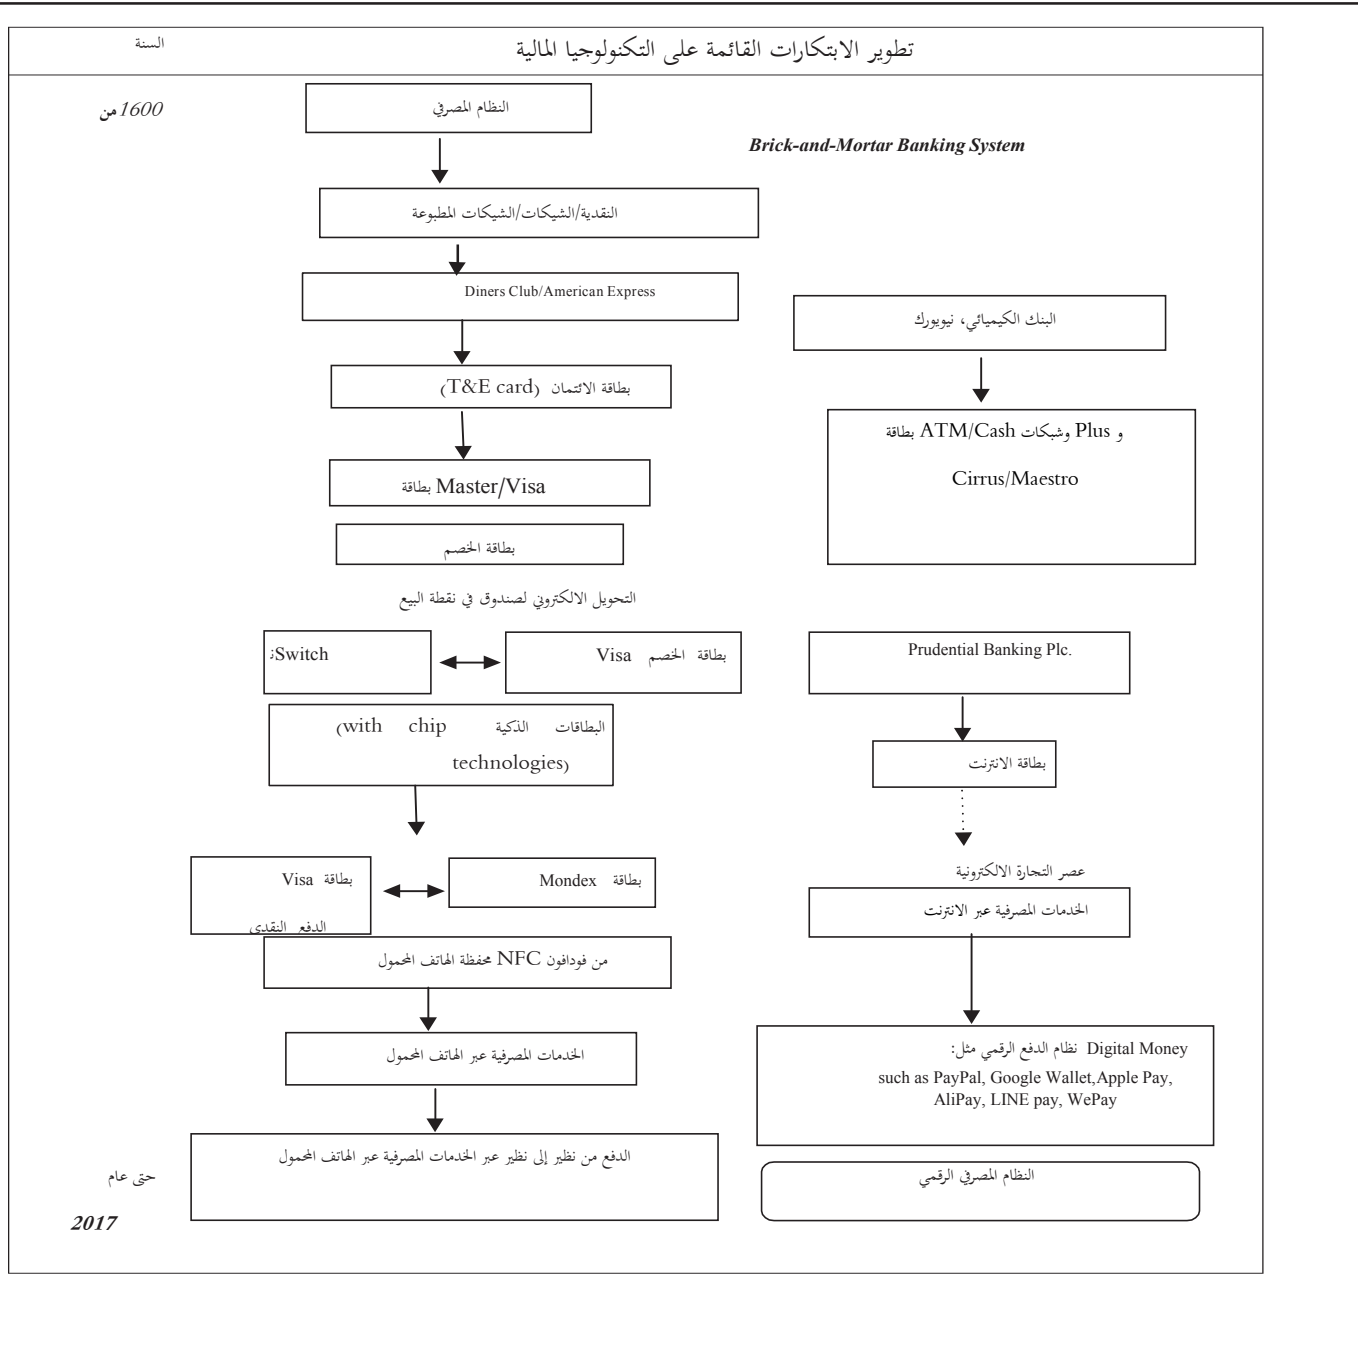 السنة
تطوير الابتكارات القائمة على التكنولوجيا المالية
من 1600
النظام المصرفي
Brick-and-Mortar Banking System
النقدية/الشيكات/الشيكات المطبوعة
Diners Club/American Express
البنك الكيميائي، نيويورك
بطاقة الائتمان (T&E card)
بطاقة ATM/Cash وشبكات Plus و
Cirrus/Maestro
بطاقة Master/Visa
بطاقة الخصم
التحويل الالكتروني لصندوق في نقطة البيع
Switch
بطاقة الخصم Visa
Prudential Banking Plc.
البطاقات الذكية (with chip
technologies)
بطاقة الانترنت
عصر التجارة الالكترونية
بطاقة Visa
الدفع النقدي
بطاقة Mondex
الخدمات المصرفية عبر الانترنت
محفظة الهاتف المحمول NFC من فودافون
الخدمات المصرفية عبر الهاتف المحمول
Digital Money نظام الدفع الرقمي مثل:
such as PayPal, Google Wallet,Apple Pay,
AliPay, LINE pay, WePay
الدفع من نظير إلى نظير عبر الخدمات المصرفية عبر الهاتف المحمول
النظام المصرفي الرقمي
حتى عام
2017